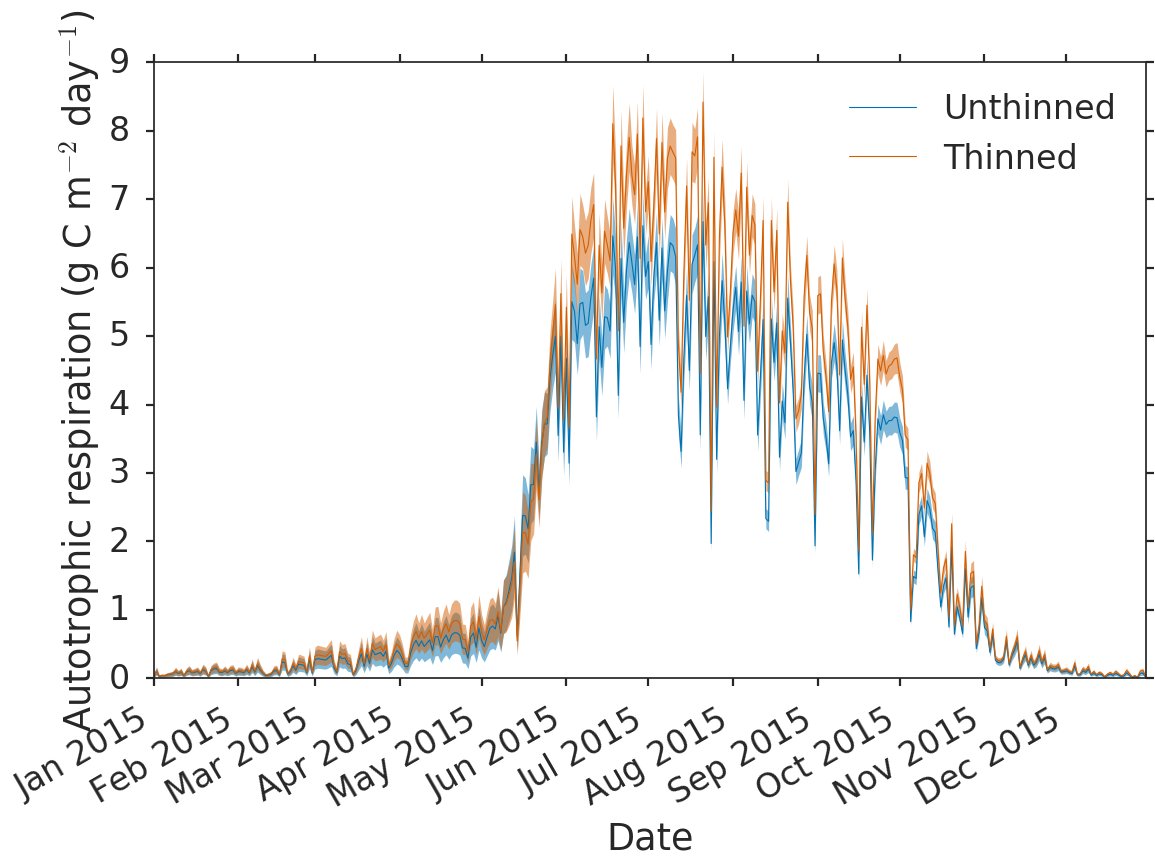 Autotrophic respiration (g C m⁻² day⁻¹)
9
8
7
6
5
4
3
2
1
0
Unthinned
Thinned
Jan 2015
Feb 2015
Mar 2015
Apr 2015
May 2015
Jun 2015
Jul 2015
Aug 2015
Sep 2015
Oct 2015
Nov 2015
Dec 2015
Date